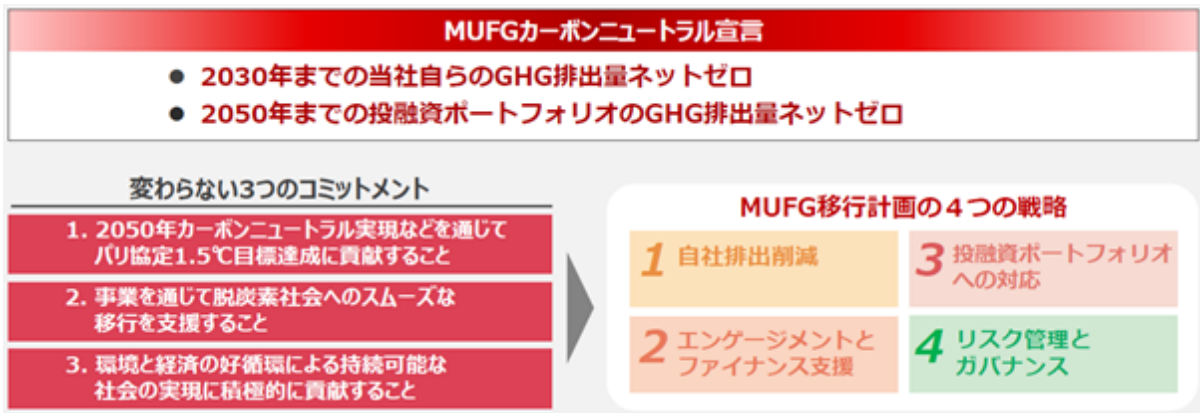 MUFGカーボンニュートラル宣言
● 2030年までの当社自らのGHG排出量ネットゼロ
● 2050年までの投融資ポートフォリオのGHG排出量ネットゼロ
変わらない3つのコミットメント
1. 2050年カーボンニュートラル実現などを通じて
パリ協定1.5℃目標達成に貢献すること
2. 事業を通じて脱炭素社会へのスムーズな
移行を支援すること
3. 環境と経済の好循環による持続可能な
社会の実現に積極的に貢献すること
MUFG移行計画の４つの戦略
1 自社排出削減
2 エンゲージメントと
ファイナンス支援
3 投融資ポートフォリオ
への対応
4 リスク管理と
ガバナンス